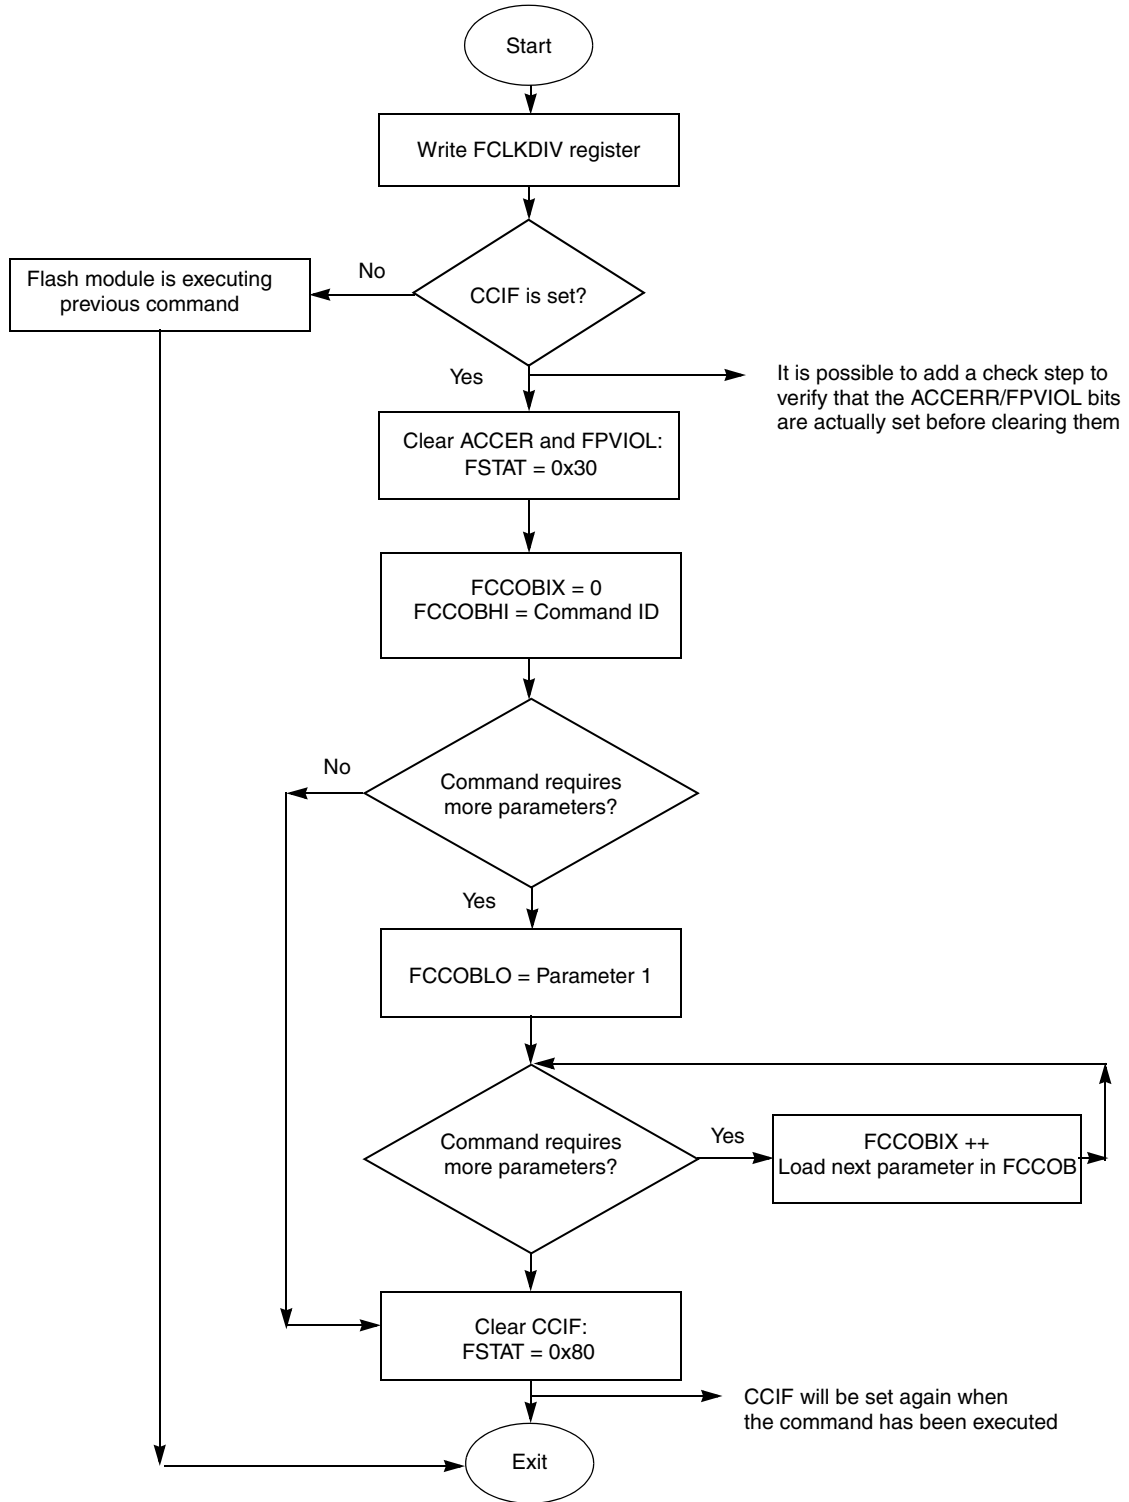 Start
Write FCLKDIV register
CCIF is set?
No
Flash module is executing
previous command
Yes
It is possible to add a check step to
verify that the ACCERR/FPVIOL bits
are actually set before clearing them
Clear ACCER and FPVIOL:
FSTAT = 0x30
FCCOBIX = 0
FCCOBHI = Command ID
No
Command requires
more parameters?
Yes
FCCOBLO = Parameter 1
Command requires
more parameters?
Yes
FCCOBIX ++
Load next parameter in FCCOB
Clear CCIF:
FSTAT = 0x80
CCIF will be set again when
the command has been executed
Exit